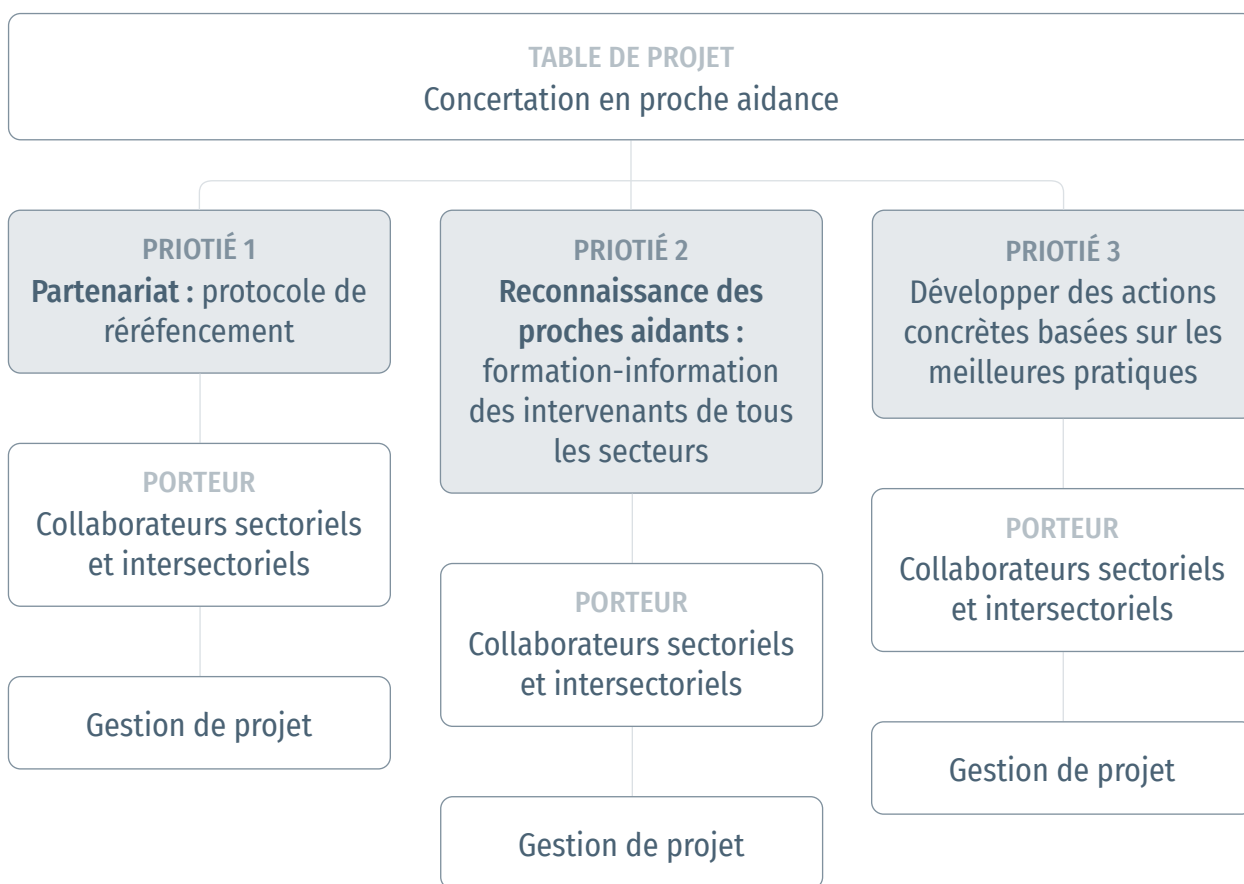 TABLE DE PROJET
Concertation en proche aidance
PRIOTIÉ 1
Partenariat : protocole de
réréfencement
PORTEUR
Collaborateurs sectoriels
et intersectoriels
Gestion de projet
PRIOTIÉ 2
Reconnaissance des
proches aidants :
formation-information
des intervenants de tous
les secteurs
PORTEUR
Collaborateurs sectoriels
et intersectoriels
Gestion de projet
PRIOTIÉ 3
Développer des actions
concrètes basées sur les
meilleures pratiques
PORTEUR
Collaborateurs sectoriels
et intersectoriels
Gestion de projet